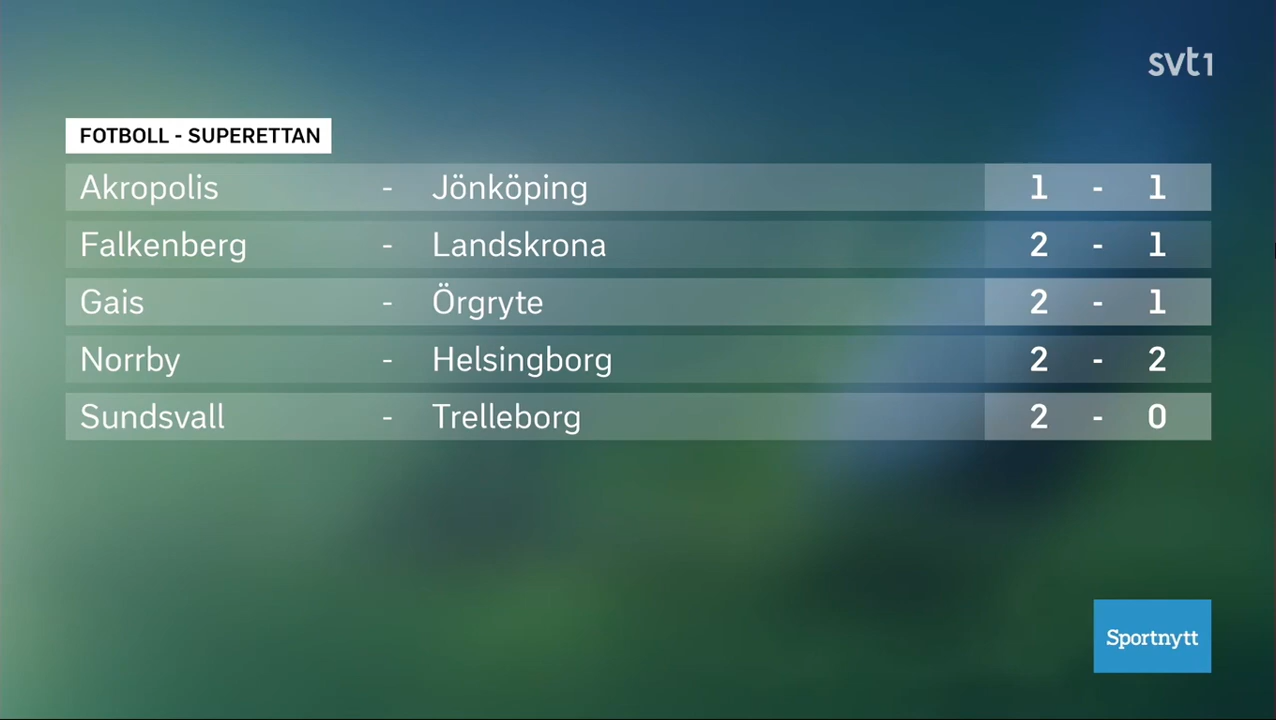 svt1
FOTBOLL - SUPERETTAN
Akropolis - Jönköping 1 - 1
Falkenberg - Landskrona 2 - 1
Gais - Örgryte 2 - 1
Norrby - Helsingborg 2 - 2
Sundsvall - Trelleborg 2 - 0
Sportnytt